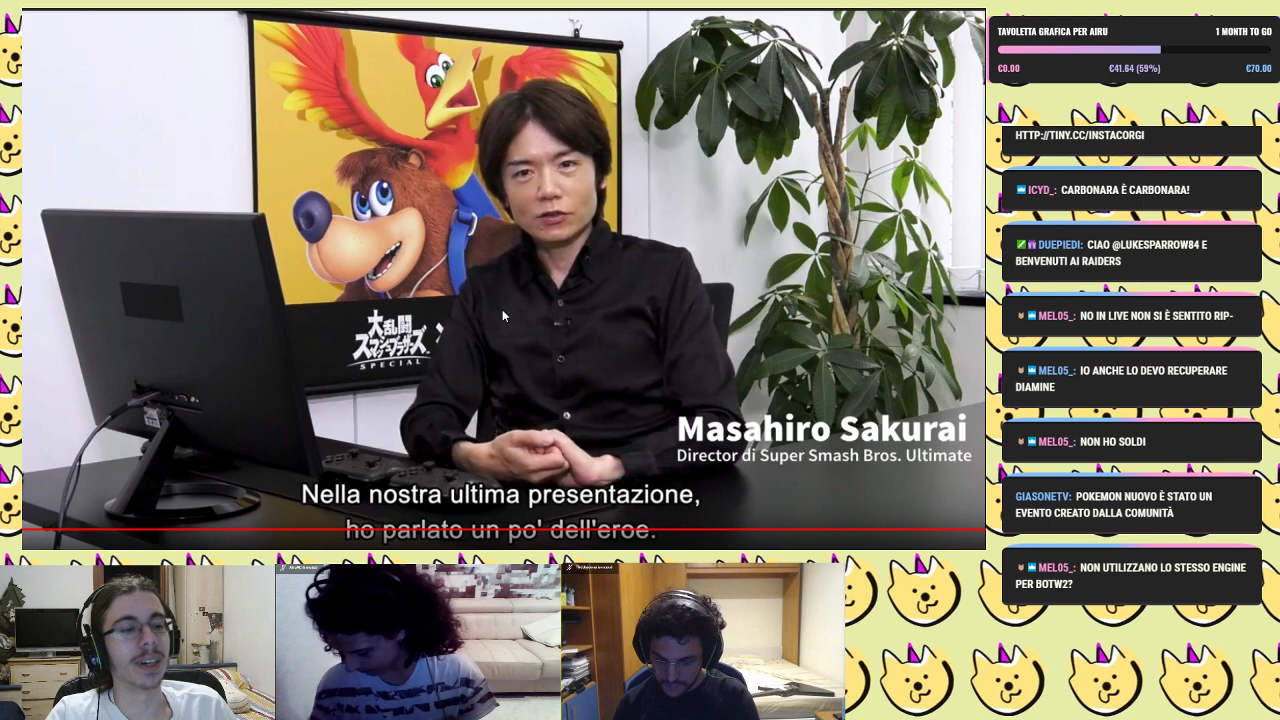 大乱闘
スマッシュブラザーズ
SPECIAL
Masahiro Sakurai
Director di Super Smash Bros. Ultimate
Nella nostra ultima presentazione,
ho parlato un po' dell'eroe.
TAVOLETTA GRAFICA PER AIRU
1 MONTH TO GO
€0.00
€41.64 (59%)
€70.00
HTTP://TINY.CC/INSTACORGI
ICYD_: CARBONARA È CARBONARA!
DUEPIEDI: CIAO @LUKESPARROW84 E
BENVENUTI AI RAIDERS
MEL05_: NO IN LIVE NON SI È SENTITO RIP-
MEL05_: IO ANCHE LO DEVO RECUPERARE
DIAMINE
MEL05_: NON HO SOLDI
GIASONETV: POKEMON NUOVO È STATO UN
EVENTO CREATO DALLA COMUNITÀ
MEL05_: NON UTILIZZANO LO STESSO ENGINE
PER BOTW2?